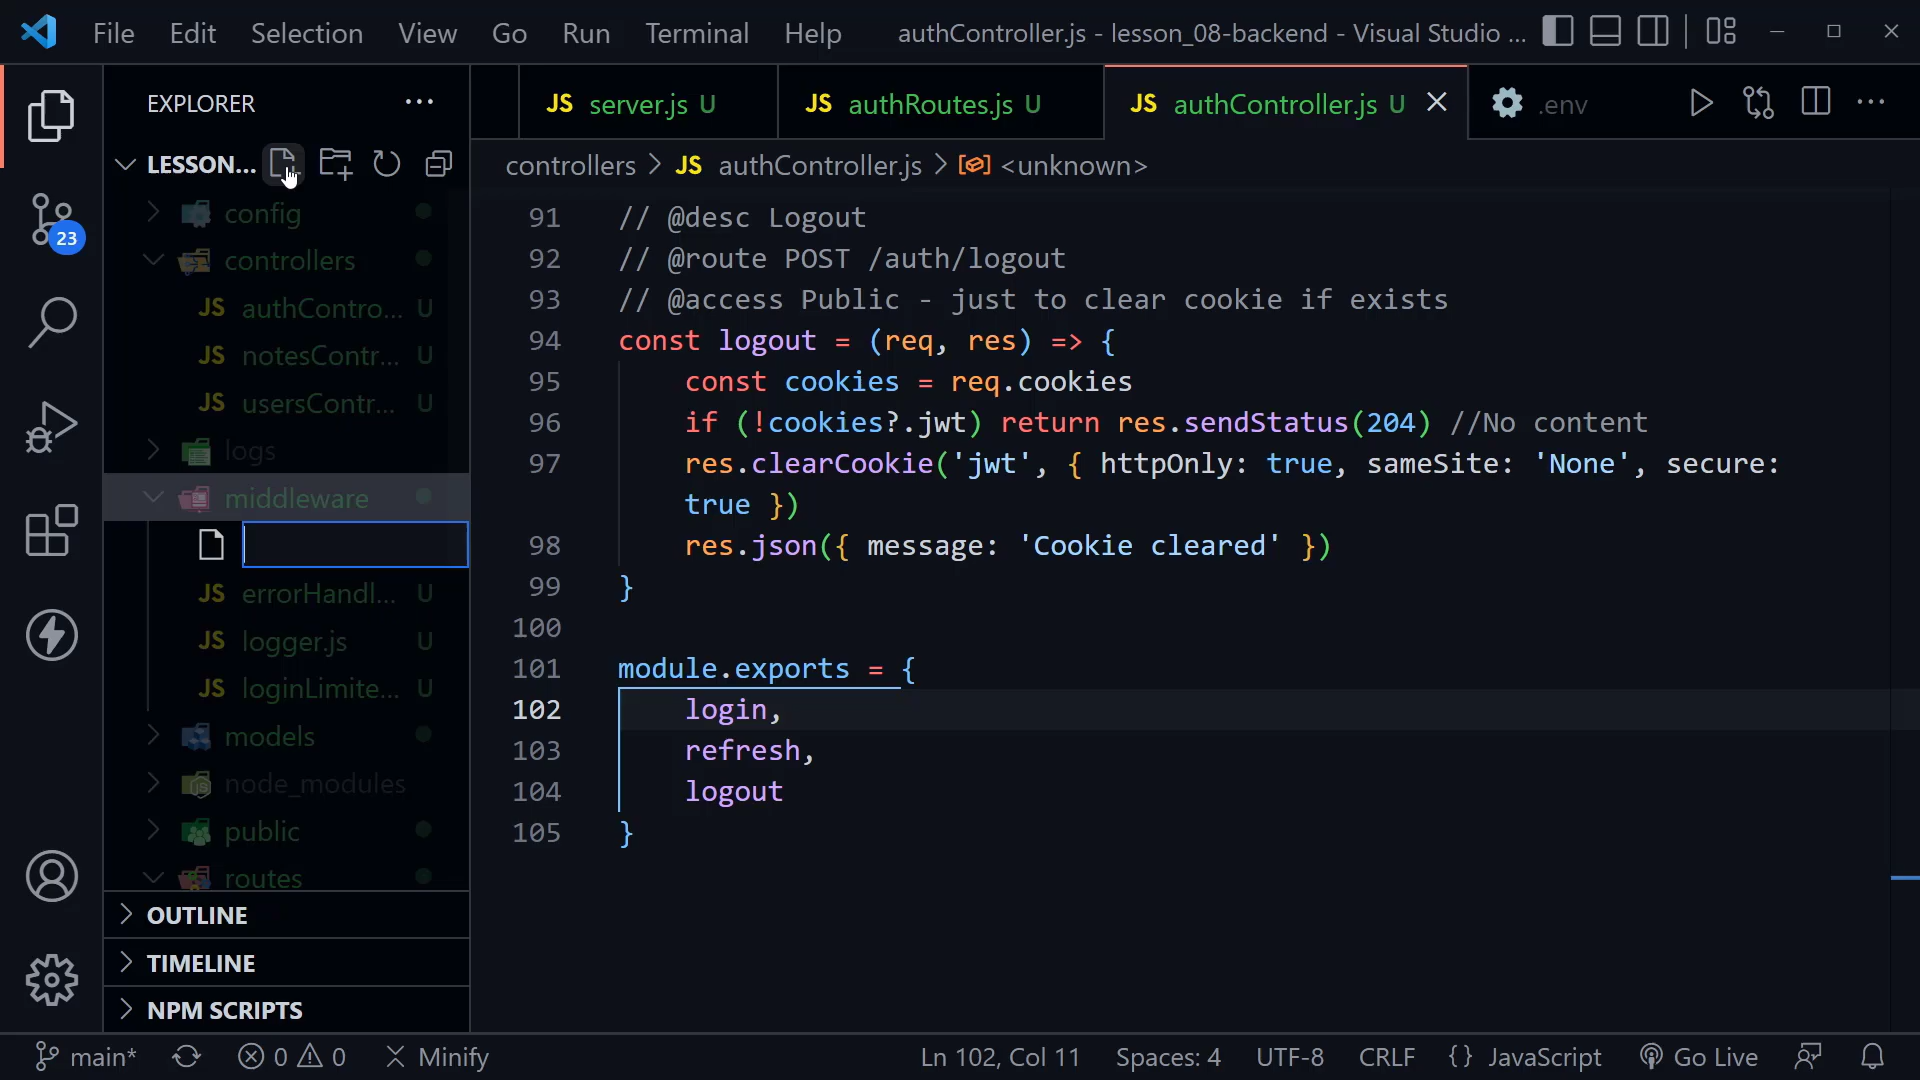 File Edit Selection View Go Run Terminal Help authController.js - lesson_08-backend - Visual Studio ...
EXPLORER
JS server.js U
JS authRoutes.js U
JS authController.js U
.env
LESSON...
controllers > JS authController.js > <unknown>
config
controllers
JS authContro... U
JS notesContr... U
JS usersContr... U
logs
middleware
JS errorHandl... U
JS logger.js U
JS loginLimite... U
models
node_modules
public
routes
OUTLINE
TIMELINE
NPM SCRIPTS
23
91 // @desc Logout
92 // @route POST /auth/logout
93 // @access Public - just to clear cookie if exists
94 const logout = (req, res) => {
95 const cookies = req.cookies
96 if (!cookies?.jwt) return res.sendStatus(204) //No content
97 res.clearCookie('jwt', { httpOnly: true, sameSite: 'None', secure:
true })
98 res.json({ message: 'Cookie cleared' })
99 }
100
101 module.exports = {
102 login,
103 refresh,
104 logout
105 }
main* 0 0 Minify Ln 102, Col 11 Spaces: 4 UTF-8 CRLF {} JavaScript Go Live